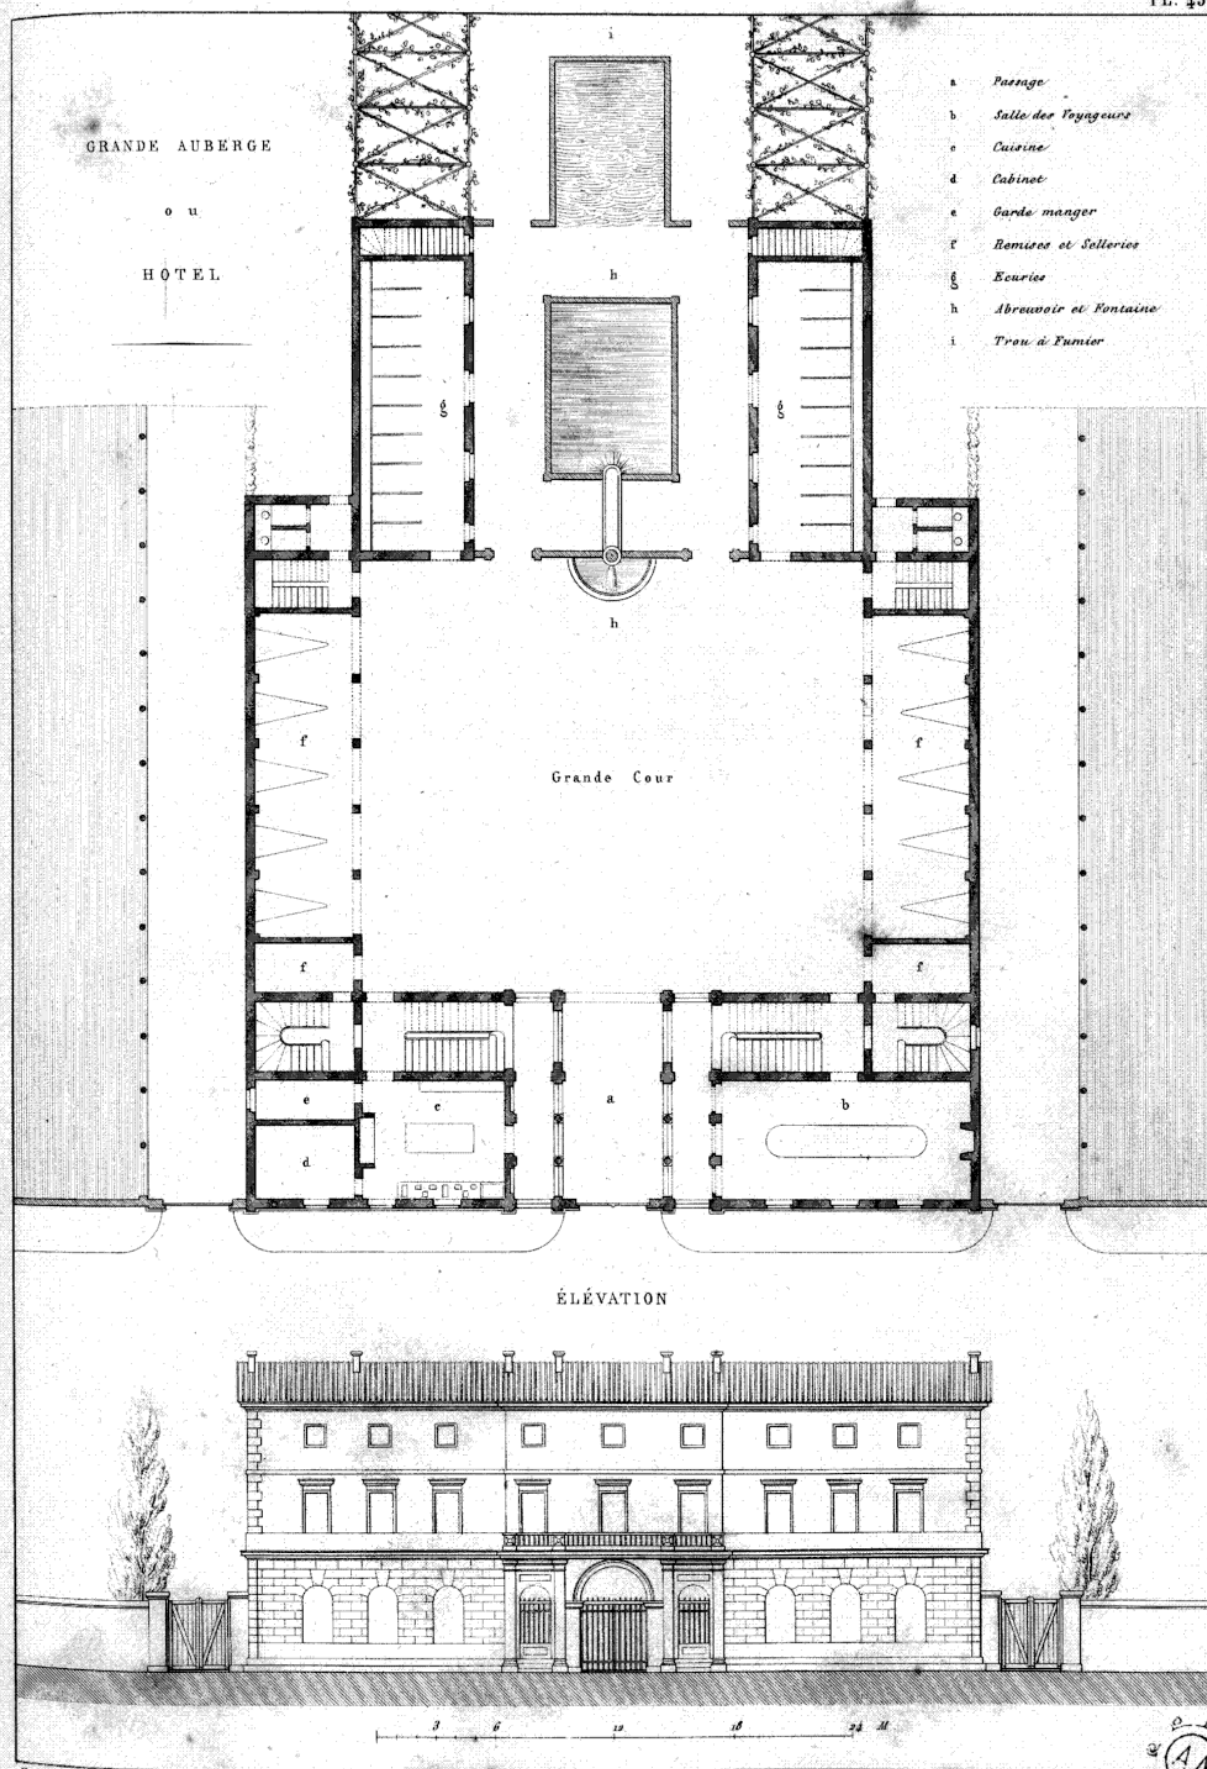 PL. 45
GRANDE AUBERGE
ou
HOTEL
a Passage
b Salle des Voyageurs
c Cuisine
d Cabinet
e Garde manger
f Remises et Selleries
g Ecuries
h Abreuvoir et Fontaine
i Trou à Fumier
i
h
g
g
h
f
f
Grande Cour
f
f
e
c
a
b
d
ÉLÉVATION
3 6 12 18 24 M